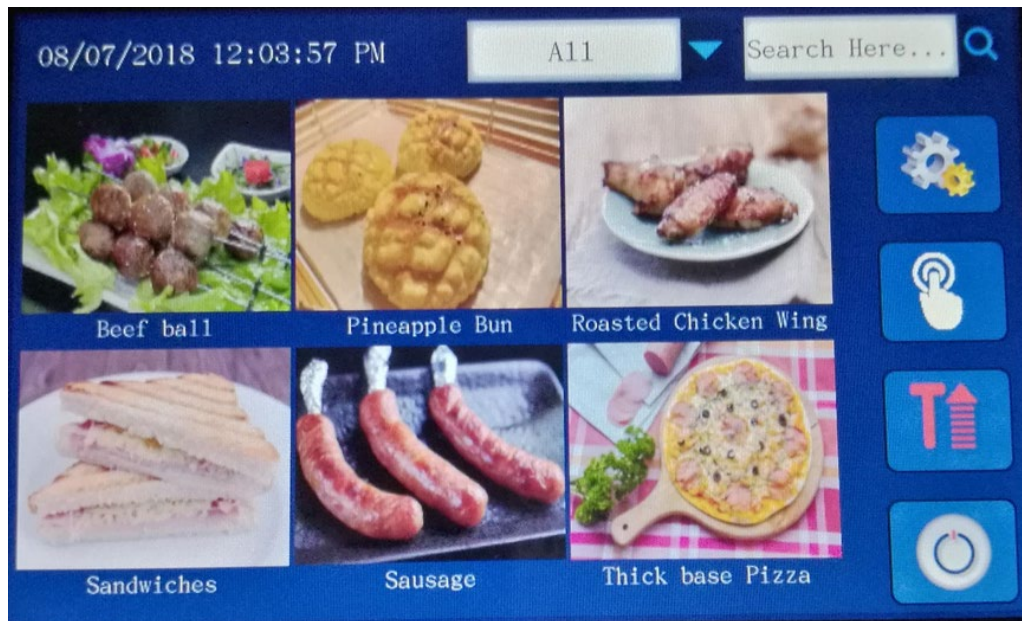 08/07/2018 12:03:57 PM
All
Search Here...
Beef ball
Pineapple Bun
Roasted Chicken Wing
Sandwiches
Sausage
Thick base Pizza
T